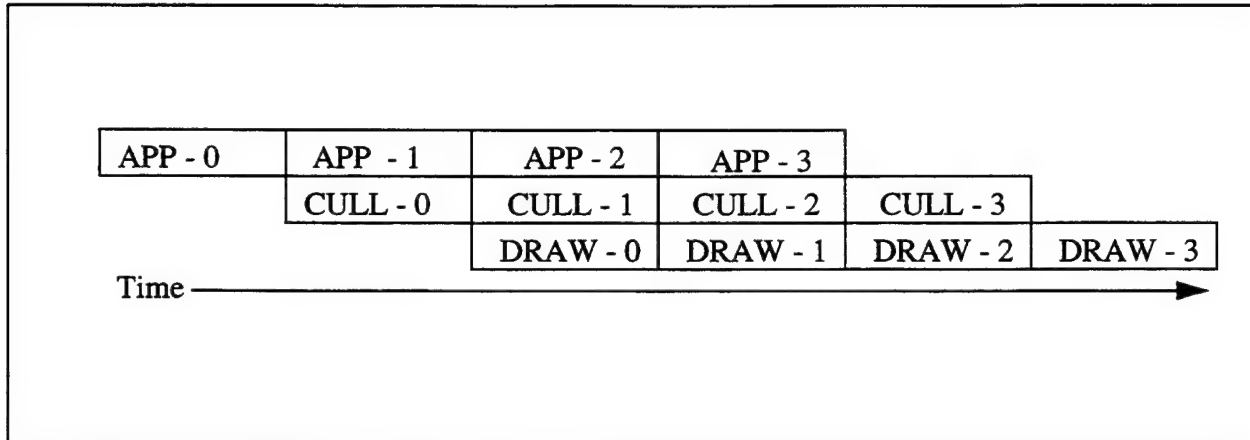 APP - 0 APP - 1 APP - 2 APP - 3
CULL - 0 CULL - 1 CULL - 2 CULL - 3
DRAW - 0 DRAW - 1 DRAW - 2 DRAW - 3
Time